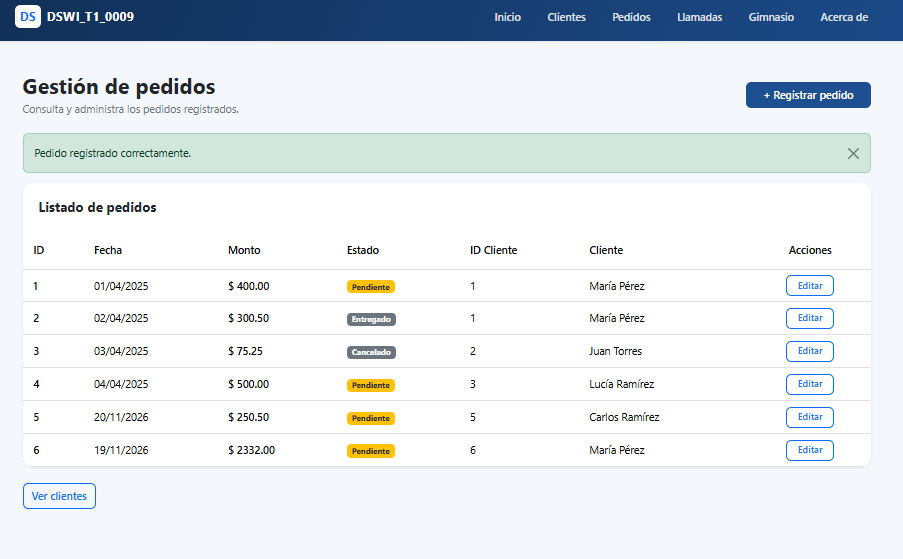 DS DSWI_T1_0009 Inicio Clientes Pedidos Llamadas Gimnasio Acerca de
Gestión de pedidos
Consulta y administra los pedidos registrados.
+ Registrar pedido
Pedido registrado correctamente.
Listado de pedidos
ID Fecha Monto Estado ID Cliente Cliente Acciones
1 01/04/2025 $ 400.00 Pendiente 1 María Pérez Editar
2 02/04/2025 $ 300.50 Entregado 1 María Pérez Editar
3 03/04/2025 $ 75.25 Cancelado 2 Juan Torres Editar
4 04/04/2025 $ 500.00 Pendiente 3 Lucía Ramírez Editar
5 20/11/2026 $ 250.50 Pendiente 5 Carlos Ramírez Editar
6 19/11/2026 $ 2332.00 Pendiente 6 María Pérez Editar
Ver clientes